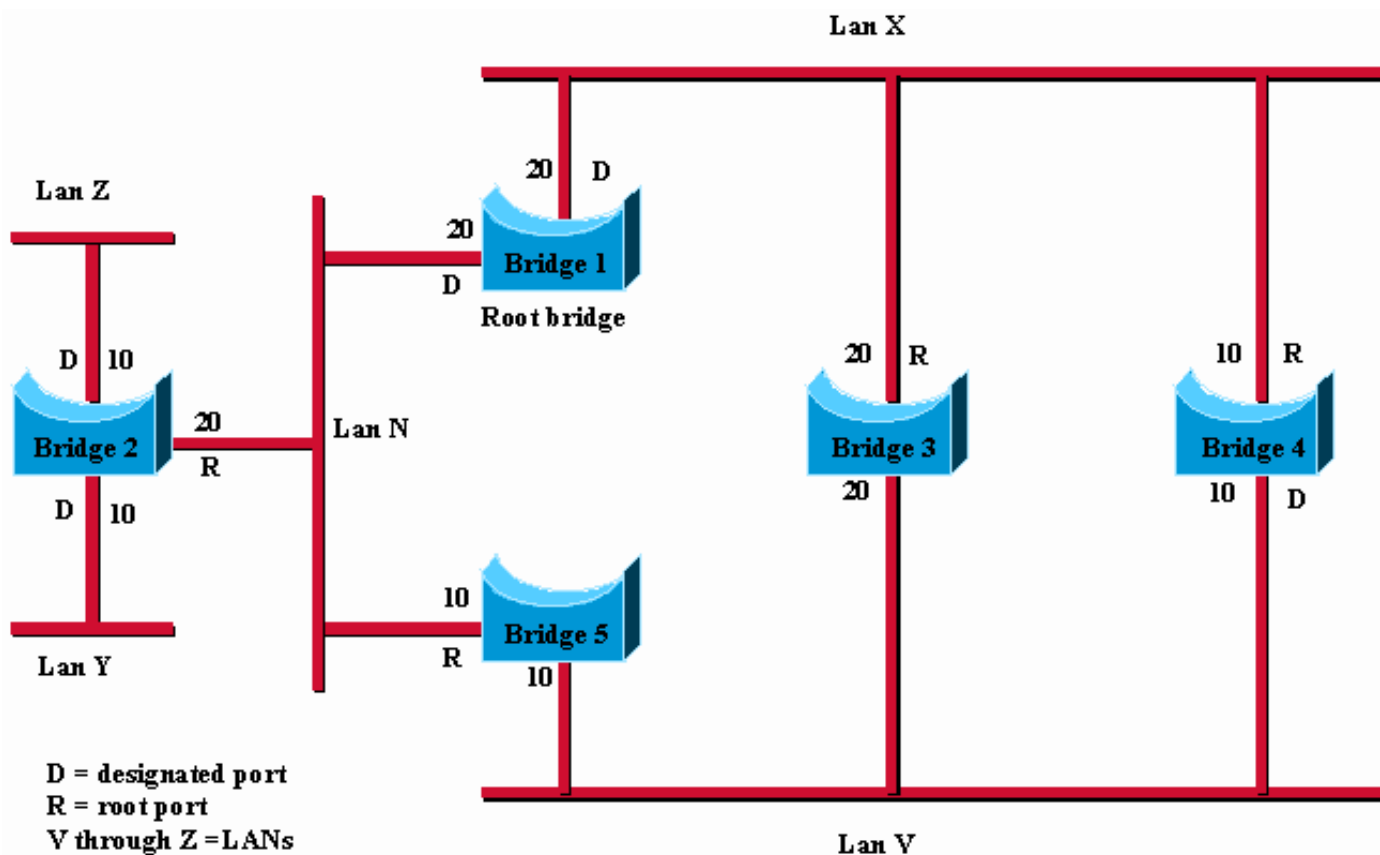 Lan X
20 D
Lan Z
20
Bridge 1
D
Root bridge
D 10
20 R
10 R
20
Lan N
Bridge 2
Bridge 3
Bridge 4
R
20
10 D
D 10
10
Bridge 5
Lan Y
R
10
D = designated port
R = root port
V through Z =LANs
Lan V